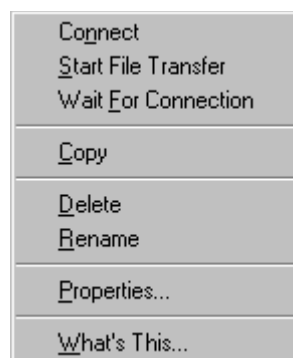 Connect
Start File Transfer
Wait For Connection
Copy
Delete
Rename
Properties...
What's This...